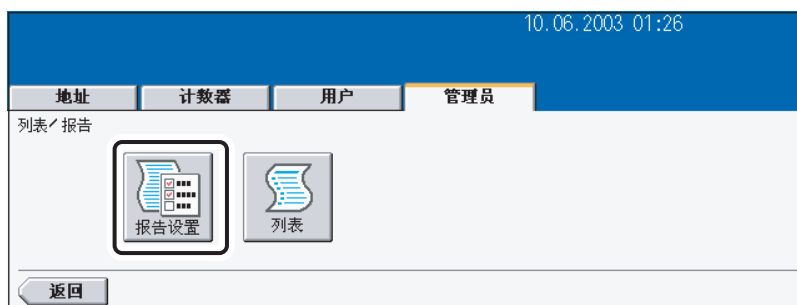 10.06.2003 01:26
地址 计数器 用户 管理员
列表/报告
报告设置 列表
返回